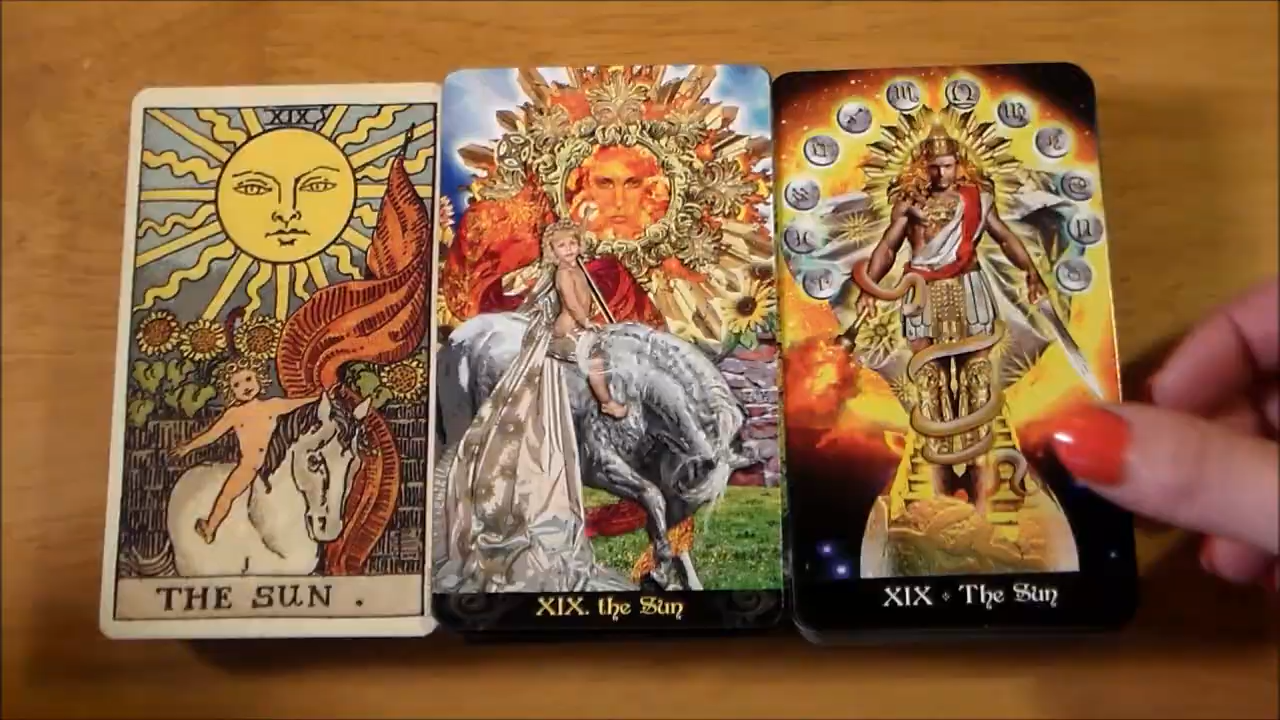 XIX
THE SUN .
XIX. the Sun
XIX • The Sun